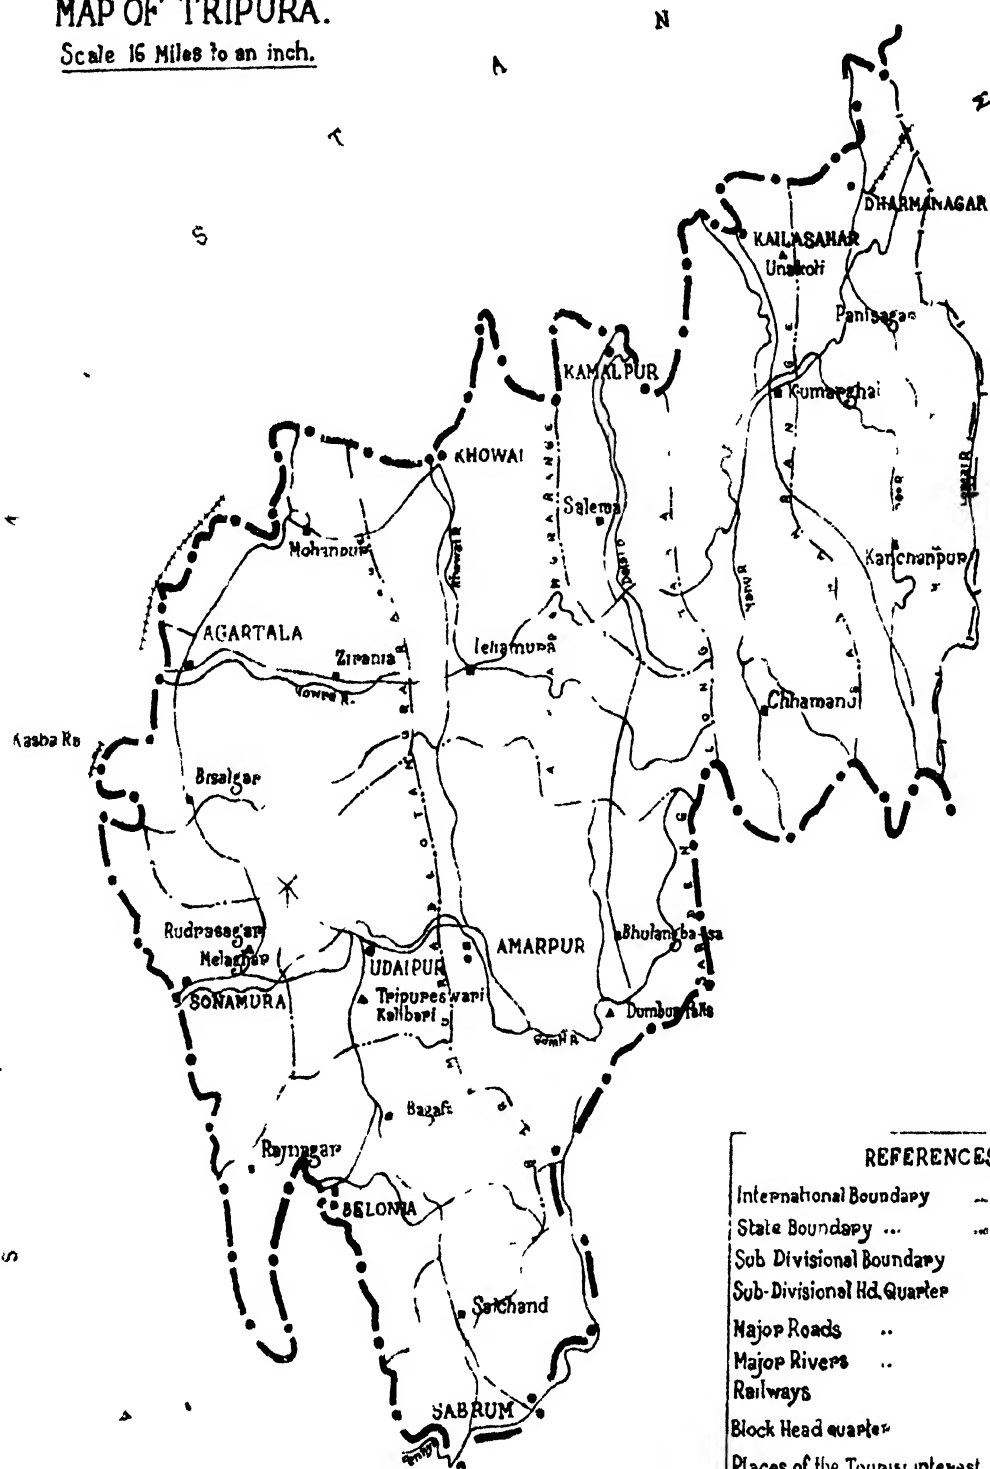 MAP OF TRIPURA.
Scale 16 Miles to an inch.
N
A
T
S
DHARMANAGAR
KAILASAHAR
Unakoti
Panisagar
KAMALPUR
Kumarghat
KHOWAI
Salema
Mohanpur
Khowai R
Kanchanpur
AGARTALA
Teliamura
Zirania
Chhamanu
Kasba
Bisalgar
Rudrasagar
Melaghar
AMARPUR
UDAIPUR
SONAMURA
Tripureswari
Kalibari
Dumbur falls
Gomti R
Bagafa
Rajnagar
BELONIA
Satchand
SABRUM
LONG
REFERENCES
International Boundary
State Boundary ...
Sub Divisional Boundary
Sub-Divisional Hd. Quarter
Major Roads ..
Major Rivers ..
Railways
Block Head quarter
Places of the Tourist interest